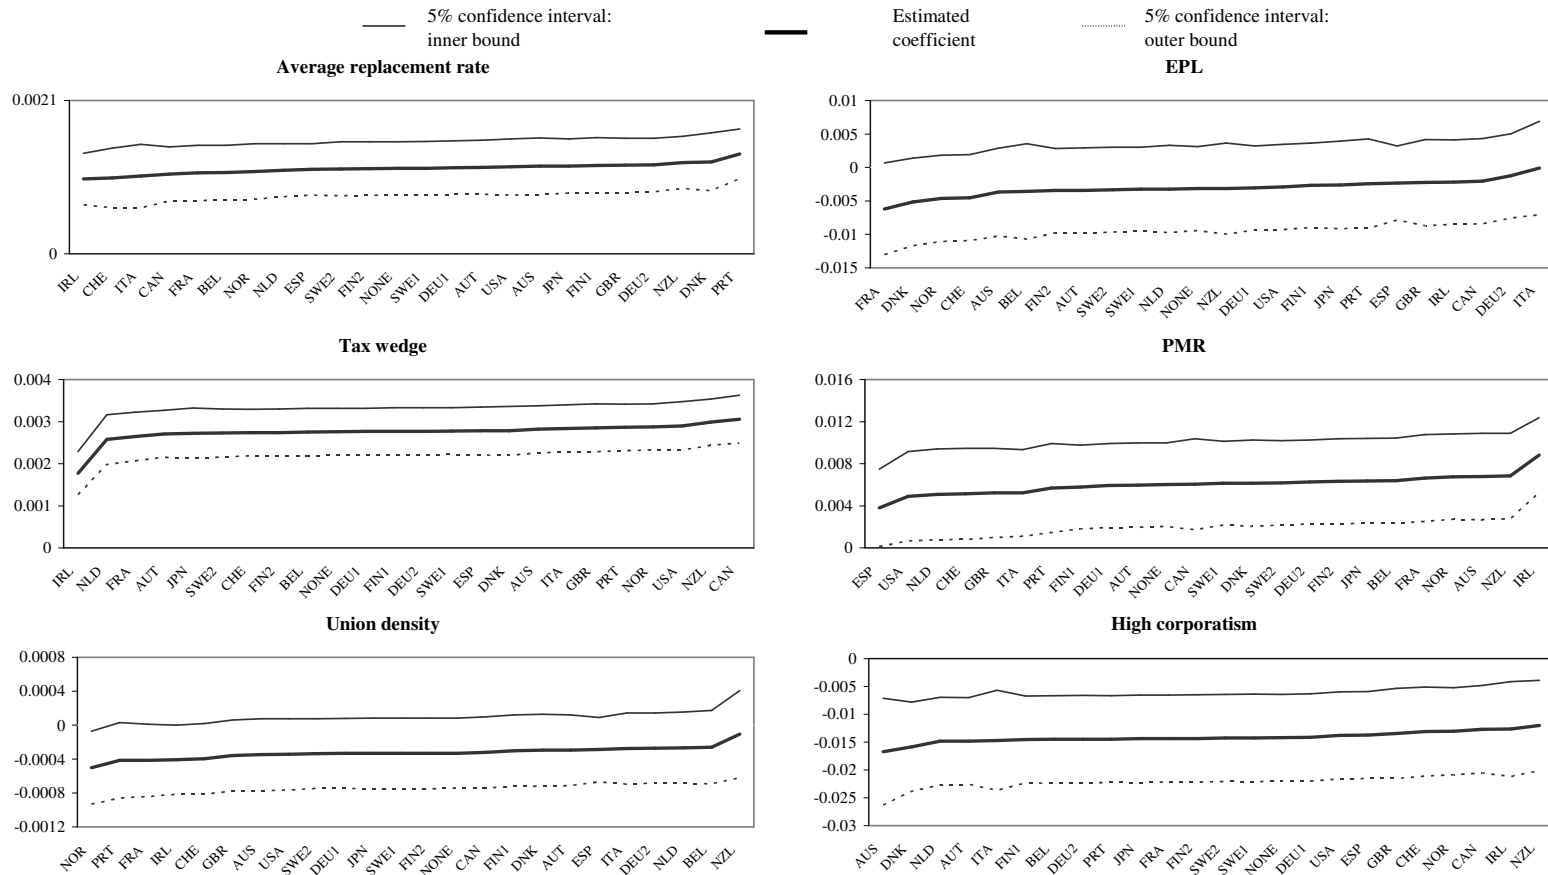 5% confidence interval:
inner bound
Estimated
coefficient
5% confidence interval:
outer bound
Average replacement rate
0.0021
0
IRL CHE ITA CAN FRA BEL NOR NLD ESP SWE2 FIN2 NONE SWE1 DEU1 AUT USA AUS JPN FIN1 GBR DEU2 NZL DNK PRT
EPL
0.01
0.005
0
-0.005
-0.01
-0.015
FRA DNK NOR CHE AUS BEL FIN2 AUT SWE2 SWE1 NLD NONE NZL DEU1 USA FIN1 JPN PRT ESP GBR IRL CAN DEU2 ITA
Tax wedge
0.004
0.003
0.002
0.001
0
IRL NLD FRA AUT JPN SWE2 CHE FIN2 BEL NONE DEU1 FIN1 DEU2 SWE1 ESP DNK AUS ITA GBR PRT NOR USA NZL CAN
PMR
0.016
0.012
0.008
0.004
0
ESP USA NLD CHE GBR ITA PRT FIN1 DEU1 AUT NONE CAN SWE1 DNK SWE2 DEU2 FIN2 JPN BEL FRA NOR AUS NZL IRL
Union density
0.0008
0.0004
0
-0.0004
-0.0008
-0.0012
NOR PRT FRA IRL CHE GBR AUS USA SWE2 DEU1 JPN SWE1 FIN2 NONE CAN FIN1 DNK AUT ESP ITA DEU2 NLD BEL NZL
High corporatism
0
-0.005
-0.01
-0.015
-0.02
-0.025
-0.03
AUS DNK NLD AUT ITA FIN1 BEL DEU2 PRT JPN FRA FIN2 SWE2 SWE1 NONE DEU1 USA ESP GBR CHE NOR CAN IRL NZL